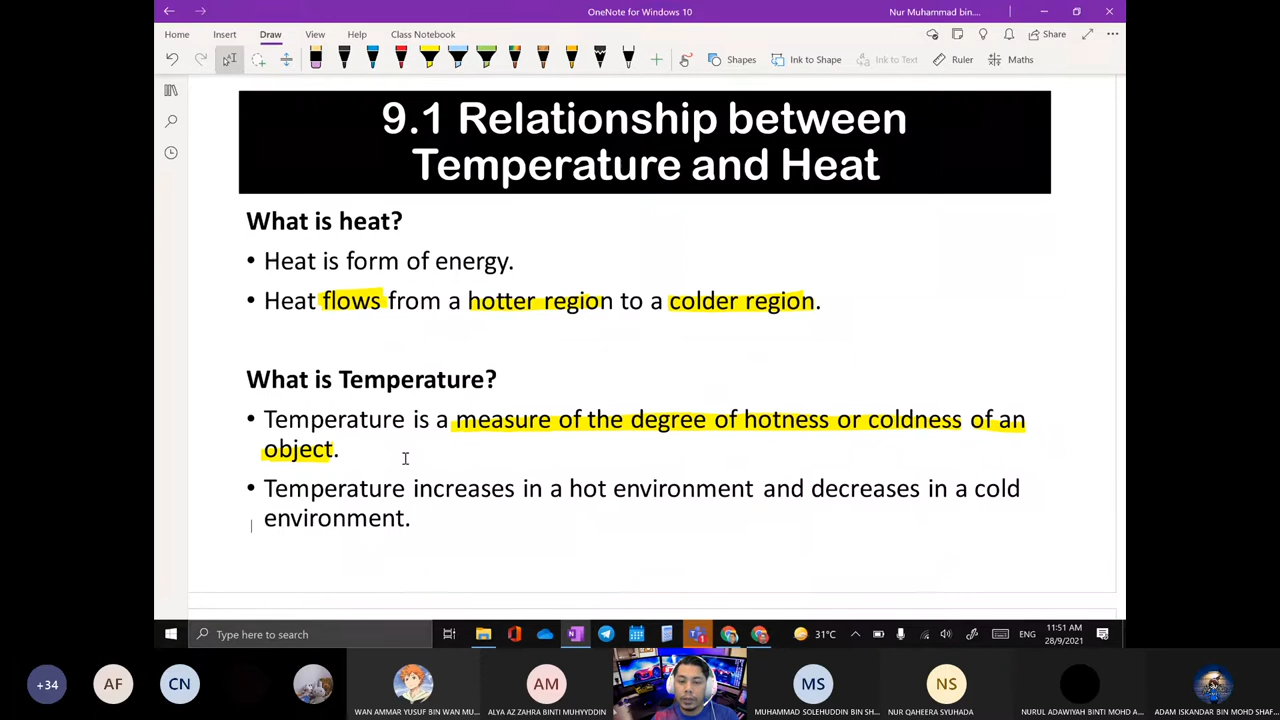 OneNote for Windows 10
Nur Muhammad bin....
Home Insert Draw View Help Class Notebook
Share
Shapes Ink to Shape Ink to Text Ruler Maths
9.1 Relationship between
Temperature and Heat
What is heat?
• Heat is form of energy.
• Heat flows from a hotter region to a colder region.
What is Temperature?
• Temperature is a measure of the degree of hotness or coldness of an
object.
• Temperature increases in a hot environment and decreases in a cold
environment.
Type here to search
31°C
ENG
11:51 AM
28/9/2021
+34
AF
CN
AM
MS
NS
WAN AMMAR YUSUF BIN WAN MU...
ALYA AZ ZAHRA BINTI MUHYYDDIN
MUHAMMAD SOLEHUDDIN BIN SH...
NUR QAHEERA SYUHADA
NURUL ADAWIYAH BINTI MOHD AF...
ADAM ISKANDAR BIN MOHD SHAF...